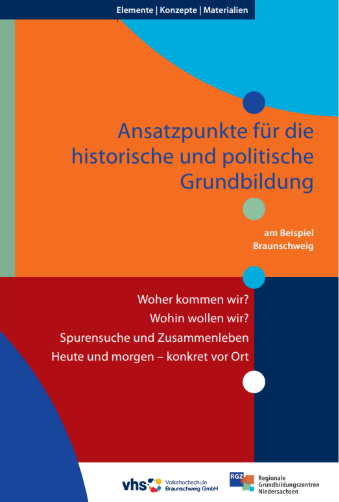 Elemente | Konzepte | Materialien
Ansatzpunkte für die
historische und politische
Grundbildung
am Beispiel
Braunschweig
Woher kommen wir?
Wohin wollen wir?
Spurensuche und Zusammenleben
Heute und morgen – konkret vor Ort
vhs
Volkshochschule
Braunschweig GmbH
RGZ
Regionale
Grundbildungszentren
Niedersachsen